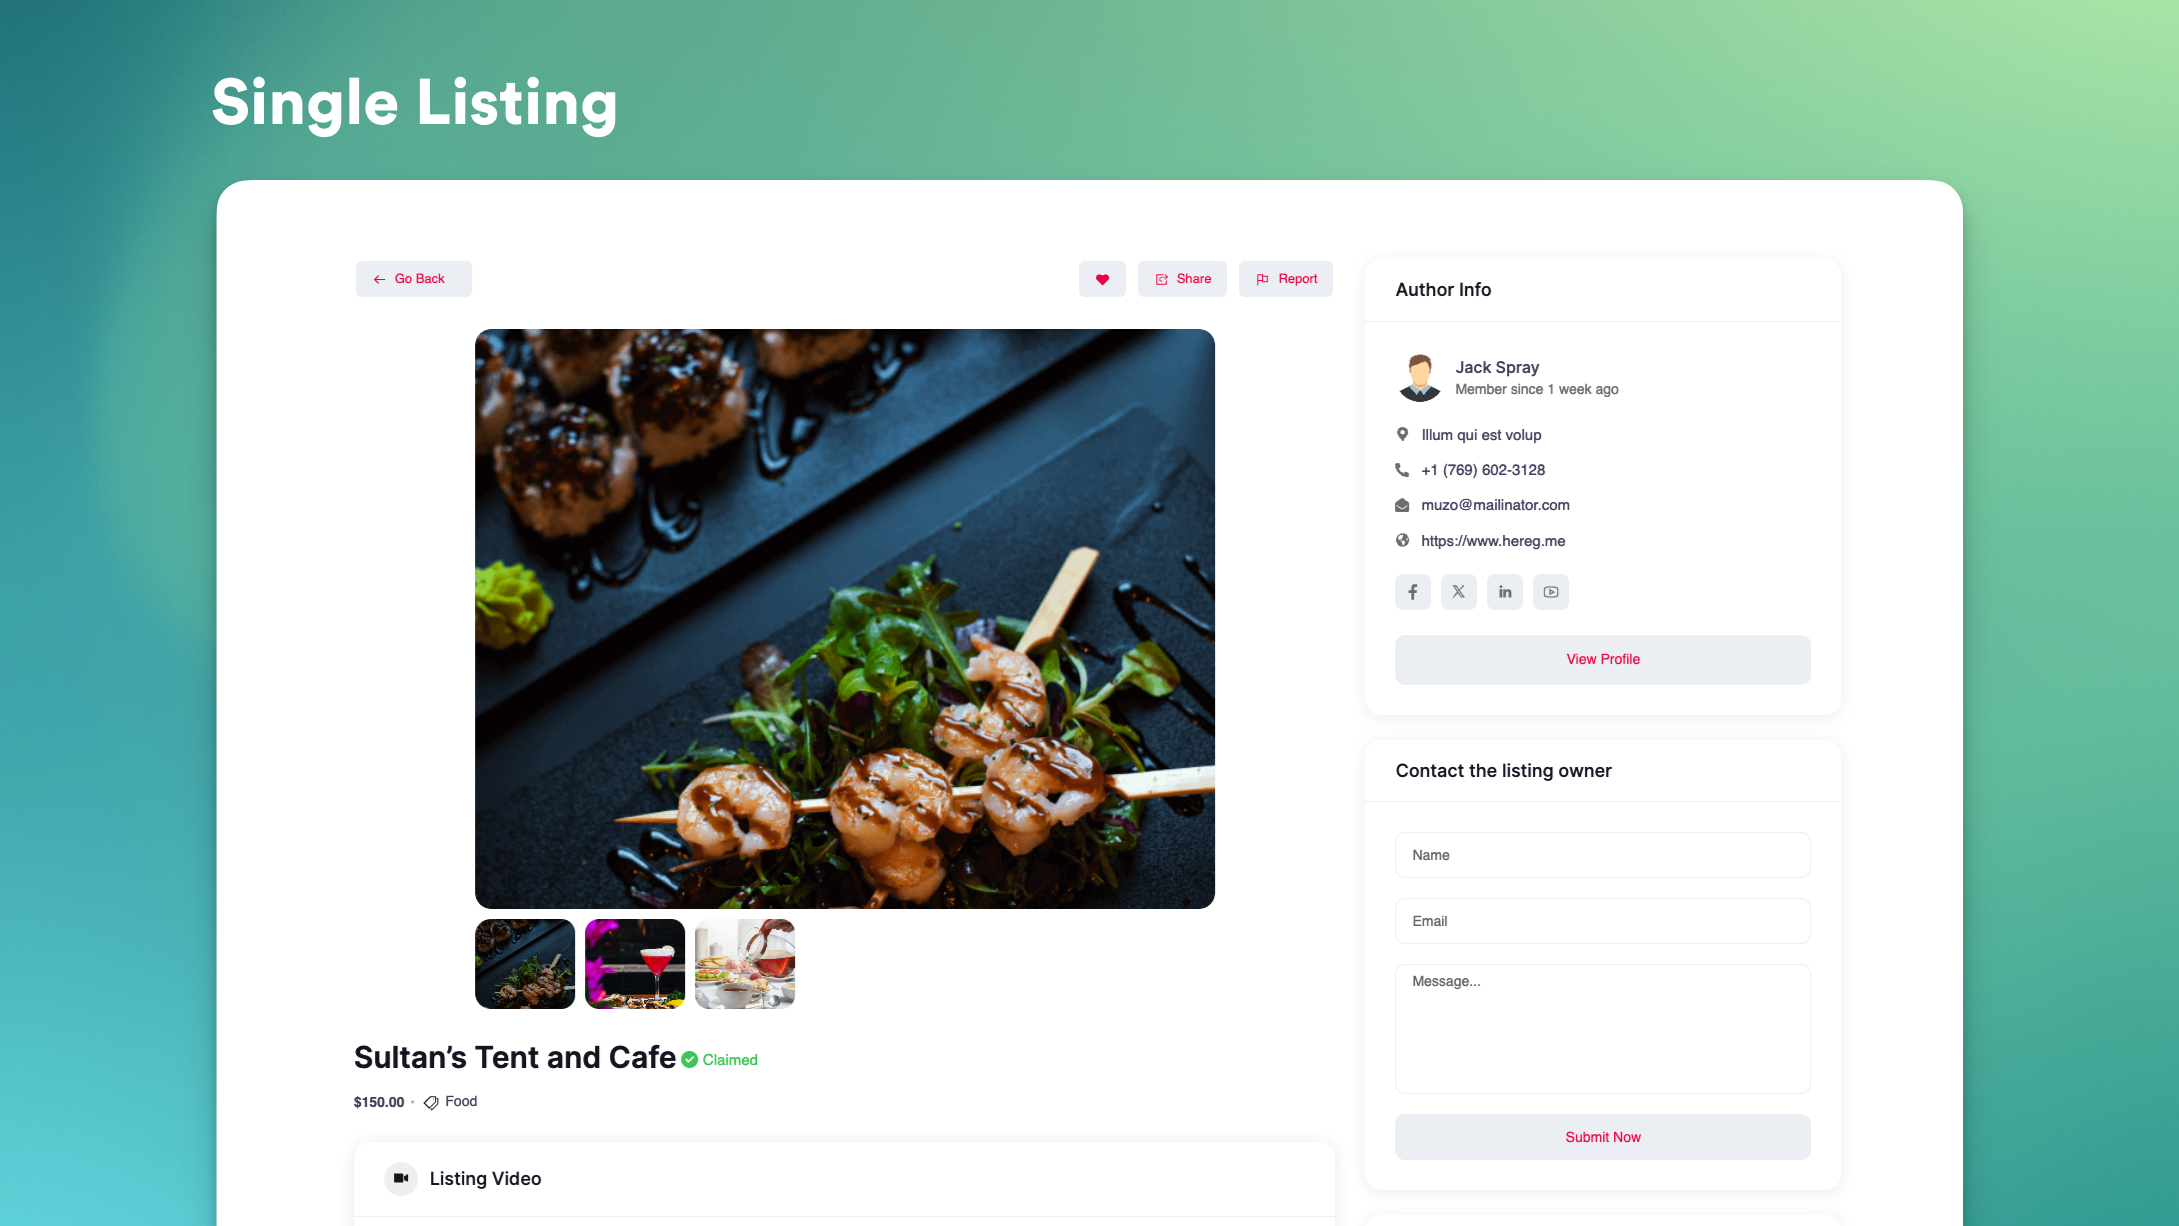 Single Listing
Go Back
Share
Report
Sultan's Tent and Cafe
Claimed
$150.00 • Food
Listing Video
Author Info
Jack Spray
Member since 1 week ago
Illum qui est volup
+1 (769) 602-3128
muzo@mailinator.com
https://www.hereg.me
View Profile
Contact the listing owner
Name
Email
Message...
Submit Now